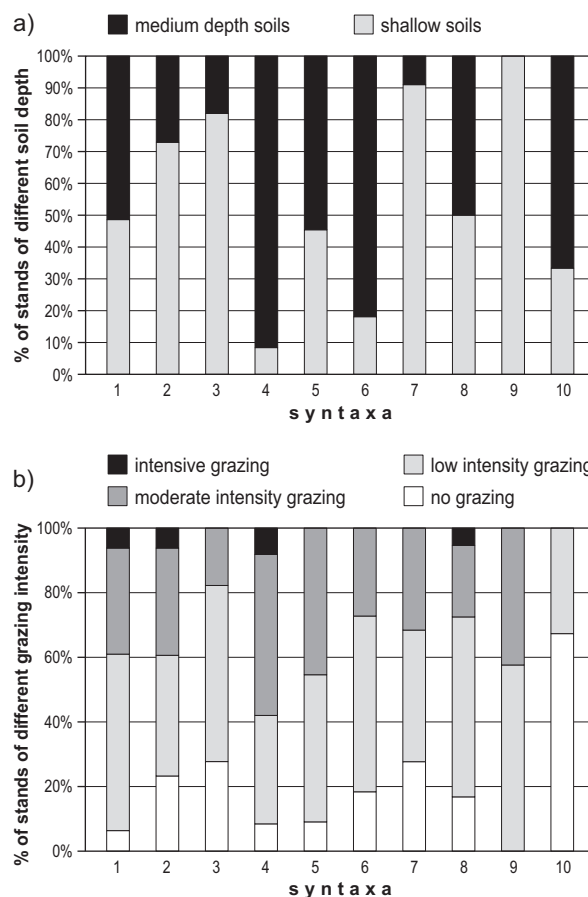 a)
medium depth soils shallow soils
% of stands of different soil depth
100%
90%
80%
70%
60%
50%
40%
30%
20%
10%
0%
1 2 3 4 5 6 7 8 9 10
syntaxa
b)
intensive grazing low intensity grazing
moderate intensity grazing no grazing
% of stands of different grazing intensity
100%
80%
60%
40%
20%
0%
1 2 3 4 5 6 7 8 9 10
syntaxa